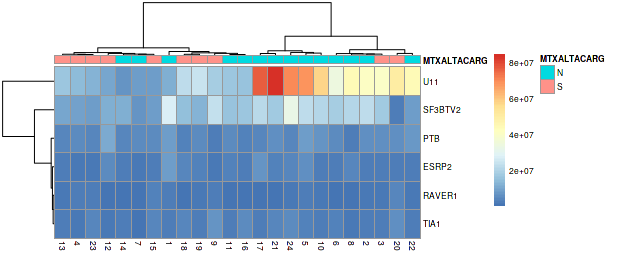 MTXALTACARG
U11
SF3BTV2
PTB
ESRP2
RAVER1
TIA1
13 4 23 12 14 7 15 1 18 19 9 11 16 17 21 24 5 10 6 8 2 3 20 22
8e+07
6e+07
4e+07
2e+07
MTXALTACARG
N
S